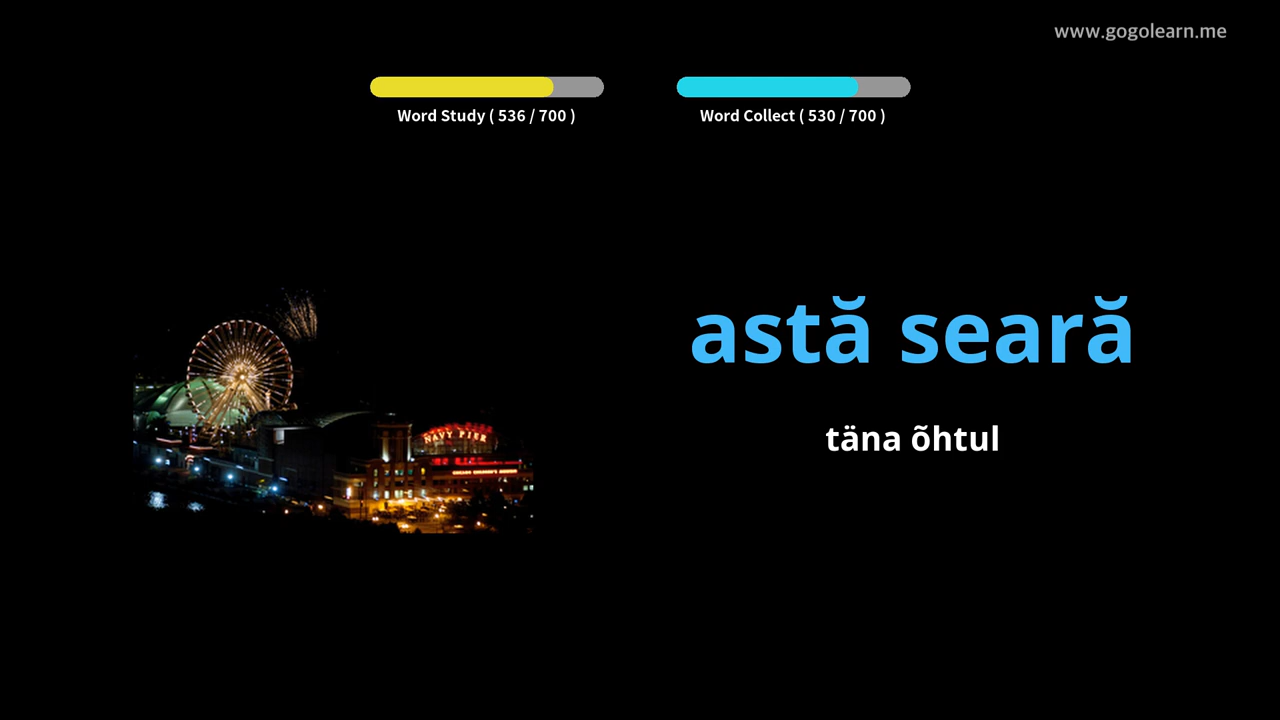 www.gogolearn.me
Word Study ( 536 / 700 )
Word Collect ( 530 / 700 )
astă seară
täna õhtul
NAVY PIER